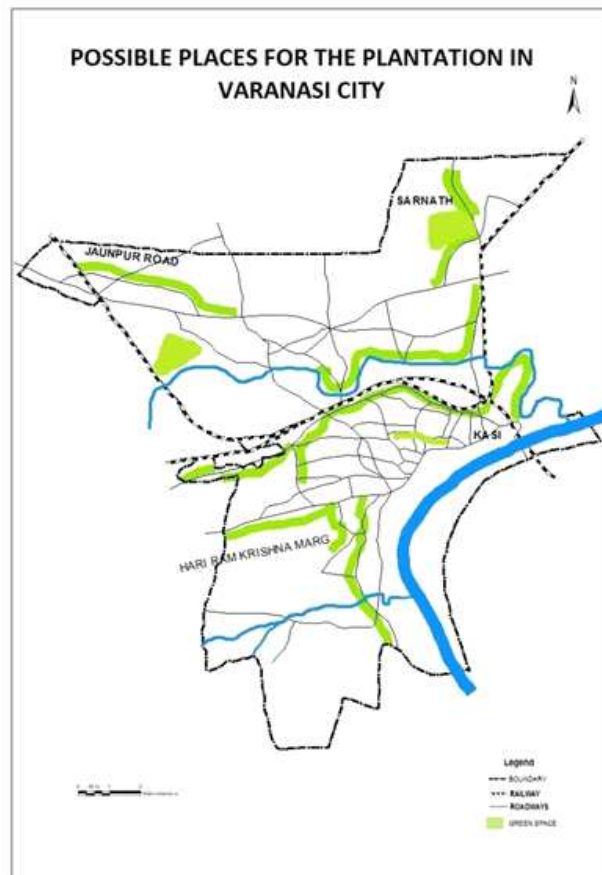 POSSIBLE PLACES FOR THE PLANTATION IN
VARANASI CITY
N
SARNATH
JAUNPUR ROAD
KASI
HARI RAM KRISHNA MARG
Legend
BOUNDARY
RAILWAY
ROADWAYS
GREEN SPACE